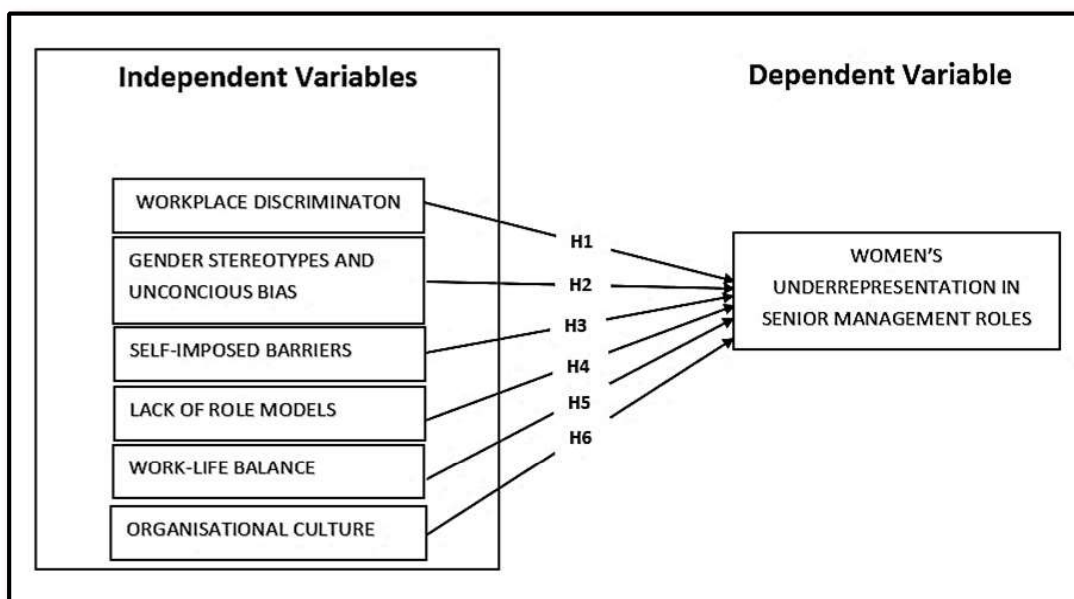 Independent Variables
Dependent Variable
WORKPLACE DISCRIMINATON
GENDER STEREOTYPES AND
UNCONCIOUS BIAS
SELF-IMPOSED BARRIERS
LACK OF ROLE MODELS
WORK-LIFE BALANCE
ORGANISATIONAL CULTURE
H1
H2
H3
H4
H5
H6
WOMEN’S
UNDERREPRESENTATION IN
SENIOR MANAGEMENT ROLES